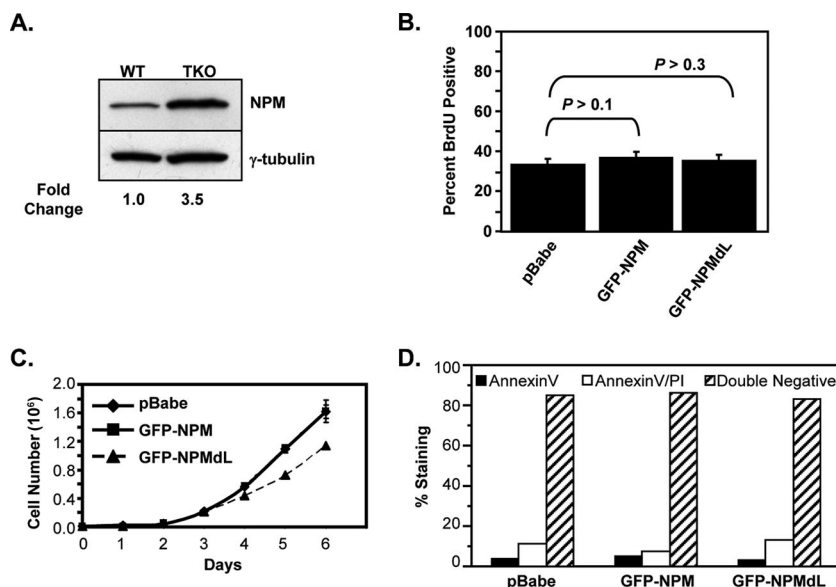 A.
WT TKO
NPM
γ-tubulin
Fold
Change
1.0 3.5
B.
Percent BrdU Positive
100
80
60
40
20
0
P > 0.3
P > 0.1
pBabe
GFP-NPM
GFP-NPMdL
C.
Cell Number (10⁶)
2.0
1.6
1.2
0.8
0.4
0.0
pBabe
GFP-NPM
GFP-NPMdL
0 1 2 3 4 5 6
Days
D.
% Staining
100
80
60
40
20
0
AnnexinV AnnexinV/PI Double Negative
pBabe GFP-NPM GFP-NPMdL